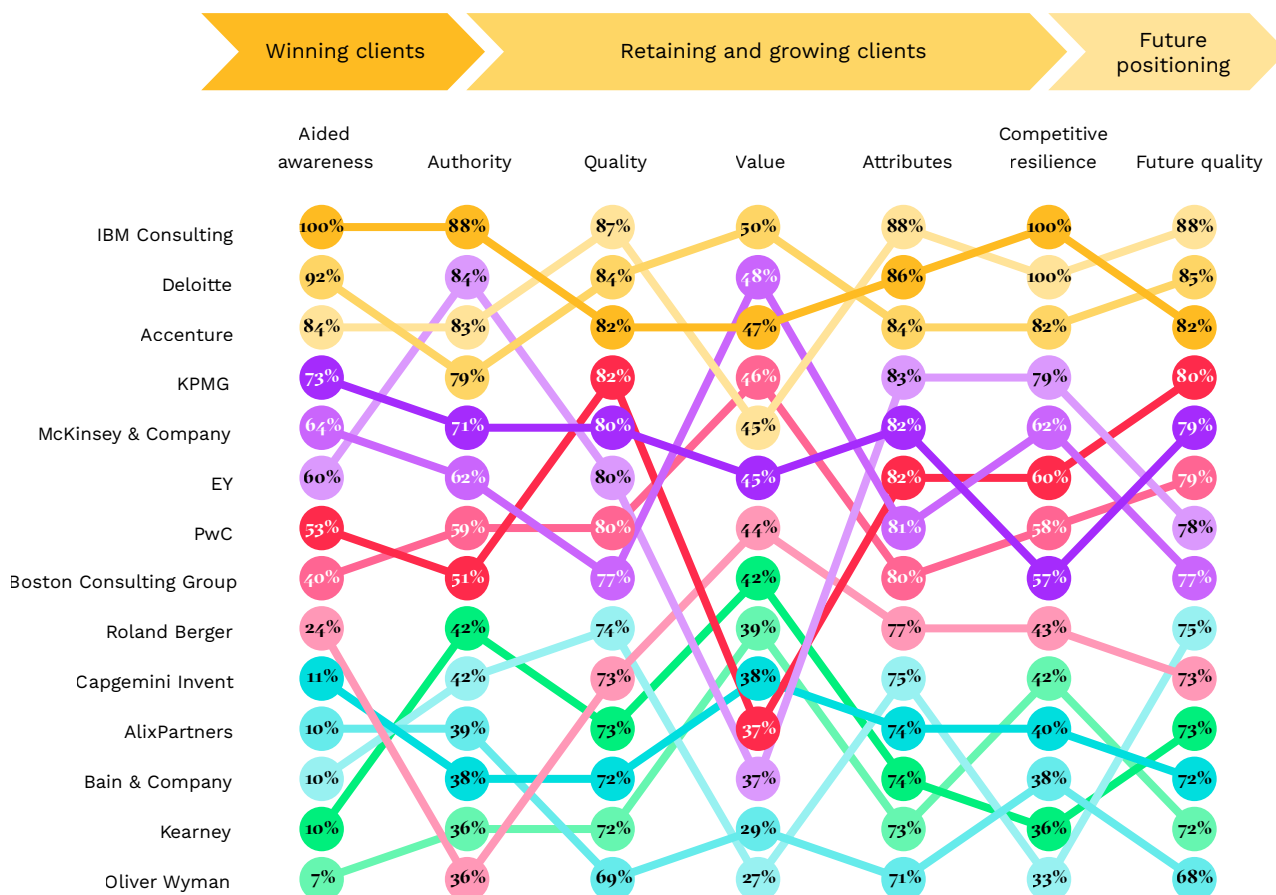 Winning clients
Retaining and growing clients
Future
positioning
Aided
awareness
Authority
Quality
Value
Attributes
Competitive
resilience
Future quality
IBM Consulting
100% 88% 82% 47% 86% 100% 82%
Deloitte
92% 79% 84% 50% 84% 82% 85%
Accenture
84% 83% 87% 45% 88% 100% 88%
KPMG
73% 71% 80% 45% 82% 57% 79%
McKinsey & Company
64% 62% 77% 48% 81% 62% 77%
EY
60% 84% 80% 37% 83% 79% 78%
PwC
53% 51% 82% 37% 82% 60% 80%
Boston Consulting Group
40% 59% 80% 46% 80% 58% 79%
Roland Berger
24% 36% 73% 44% 77% 43% 73%
Capgemini Invent
11% 38% 72% 38% 74% 40% 72%
AlixPartners
10% 39% 69% 29% 71% 38% 68%
Bain & Company
10% 42% 74% 27% 75% 33% 75%
Kearney
10% 42% 73% 42% 74% 36% 73%
Oliver Wyman
7% 36% 72% 39% 73% 42% 72%